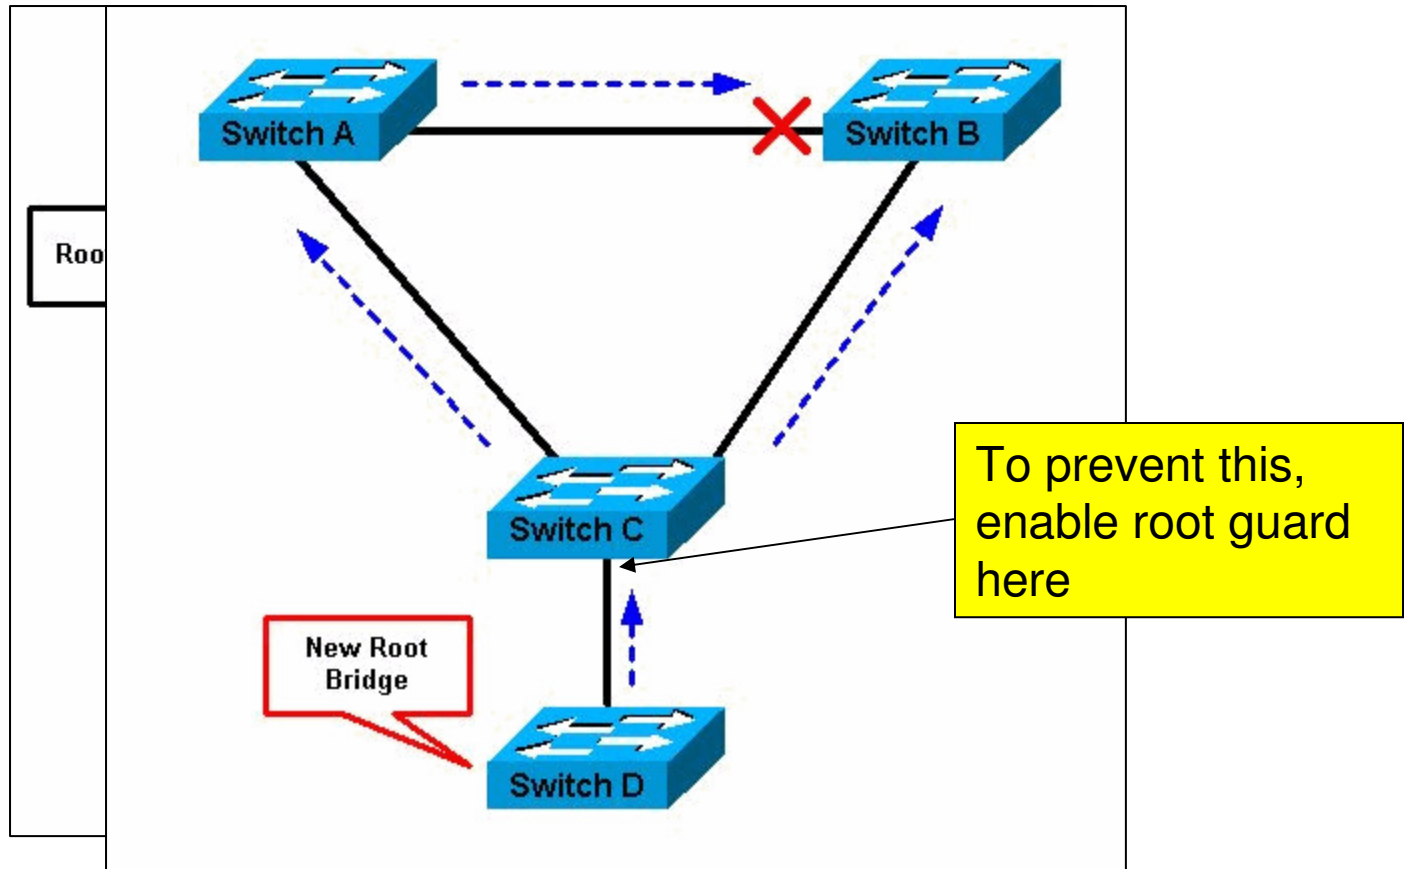 Switch A
Switch B
Roo
To prevent this,
enable root guard
here
Switch C
New Root
Bridge
Switch D